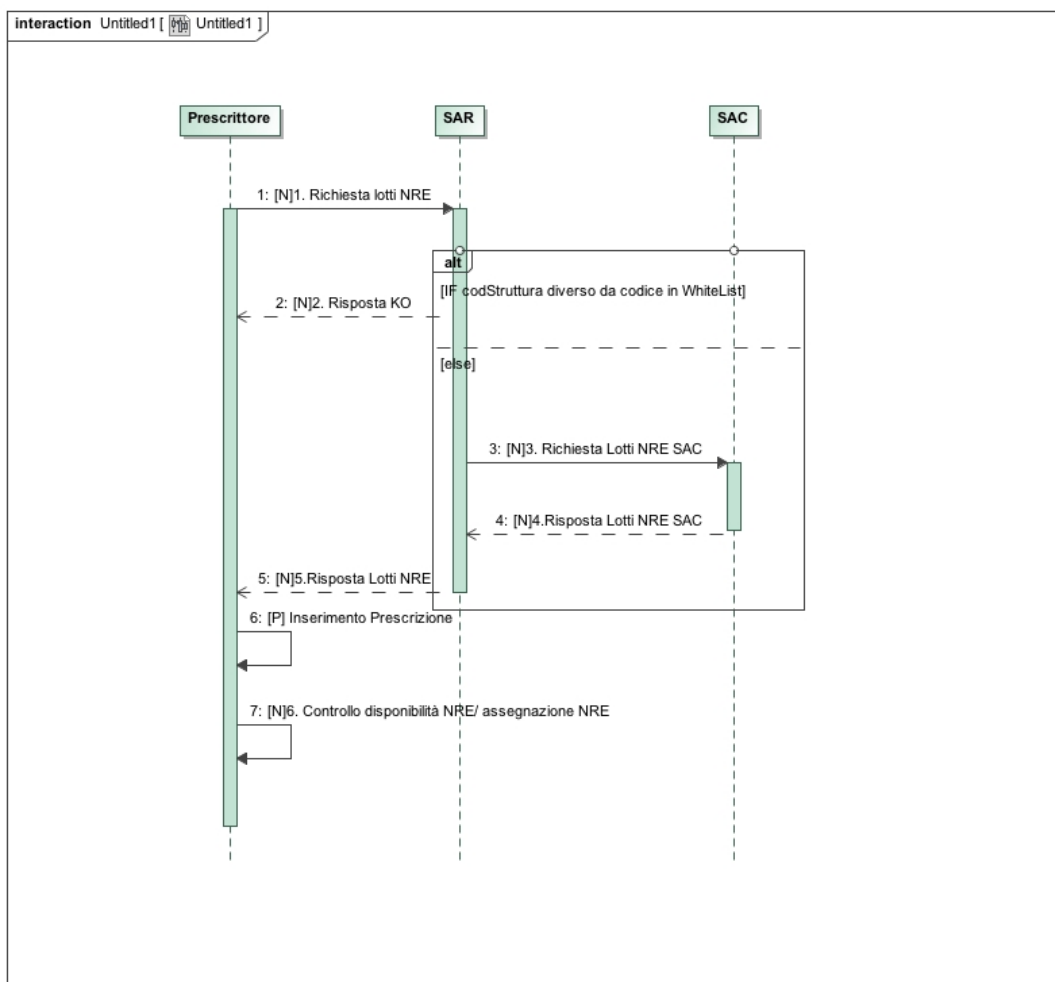 interaction Untitled1 [ Untitled1 ]
Prescrittore
SAR
SAC
1: [N]1. Richiesta lotti NRE
alt
[IF codStruttura diverso da codice in WhiteList]
2: [N]2. Risposta KO
[else]
3: [N]3. Richiesta Lotti NRE SAC
4: [N]4.Risposta Lotti NRE SAC
5: [N]5.Risposta Lotti NRE
6: [P] Inserimento Prescrizione
7: [N]6. Controllo disponibilità NRE/ assegnazione NRE